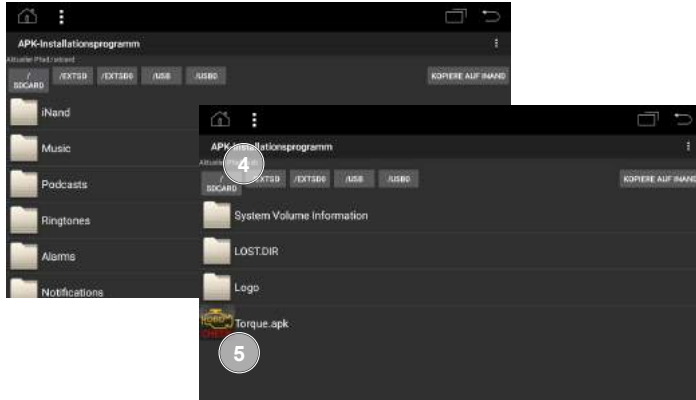 APK-Installationsprogramm
Aktueller Pfad:
/
SDCARD
/EXTSD
/EXTSD0
/USB
/USB0
KOPIERE AUF INAND
iNand
Music
Podcasts
Ringtones
Alarms
Notifications
APK-Installationsprogramm
4
/
SDCARD
/EXTSD
/EXTSD0
/USB
/USB0
KOPIERE AUF INAND
System Volume Information
LOST.DIR
Logo
Torque.apk
5